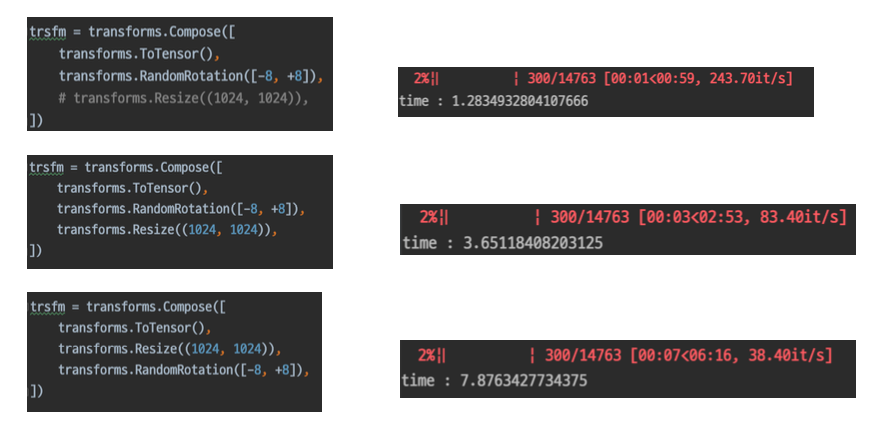 trsfm = transforms.Compose([
transforms.ToTensor(),
transforms.RandomRotation([-8, +8]),
# transforms.Resize((1024, 1024)),
])
2%|| | 300/14763 [00:01<00:59, 243.70it/s]
time : 1.2834932804107666
trsfm = transforms.Compose([
transforms.ToTensor(),
transforms.RandomRotation([-8, +8]),
transforms.Resize((1024, 1024)),
])
2%|| | 300/14763 [00:03<02:53, 83.40it/s]
time : 3.65118408203125
trsfm = transforms.Compose([
transforms.ToTensor(),
transforms.Resize((1024, 1024)),
transforms.RandomRotation([-8, +8]),
])
2%|| | 300/14763 [00:07<06:16, 38.40it/s]
time : 7.8763427734375